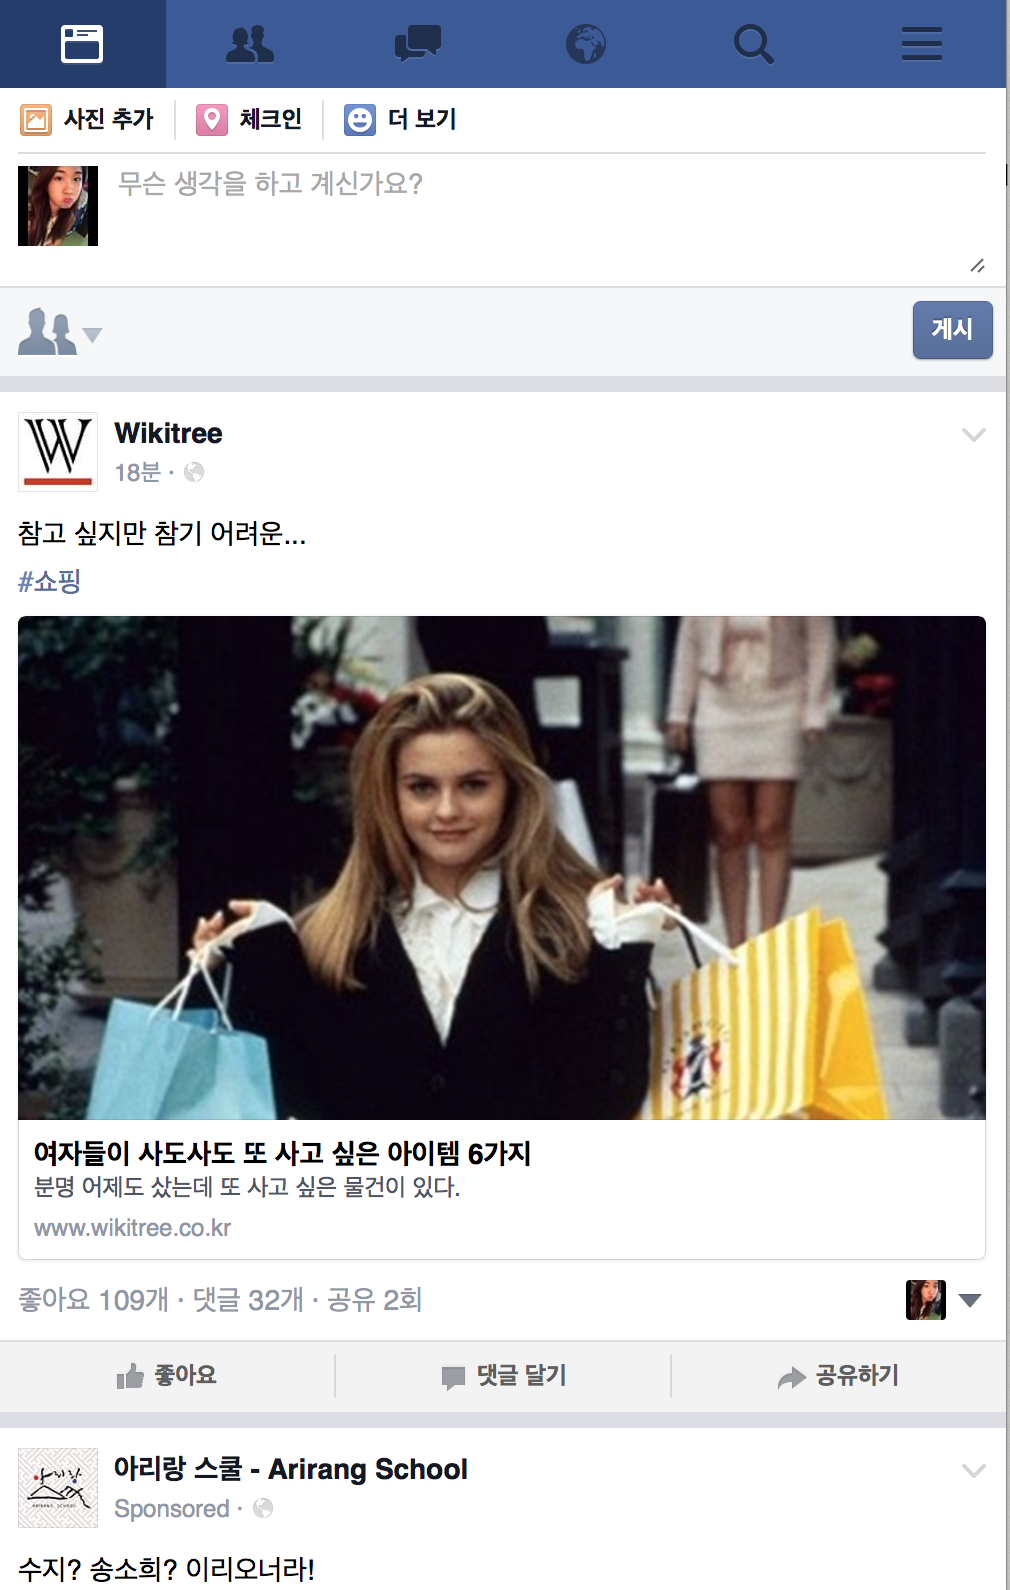 사진 추가 체크인 더 보기
무슨 생각을 하고 계신가요?
게시
W
Wikitree
18분 ·
참고 싶지만 참기 어려운...
#쇼핑
여자들이 사도사도 또 사고 싶은 아이템 6가지
분명 어제도 샀는데 또 사고 싶은 물건이 있다.
www.wikitree.co.kr
좋아요 109개 · 댓글 32개 · 공유 2회
좋아요 댓글 달기 공유하기
아리랑
ARIRANG SCHOOL
아리랑 스쿨 - Arirang School
Sponsored ·
수지? 송소희? 이리오너라!